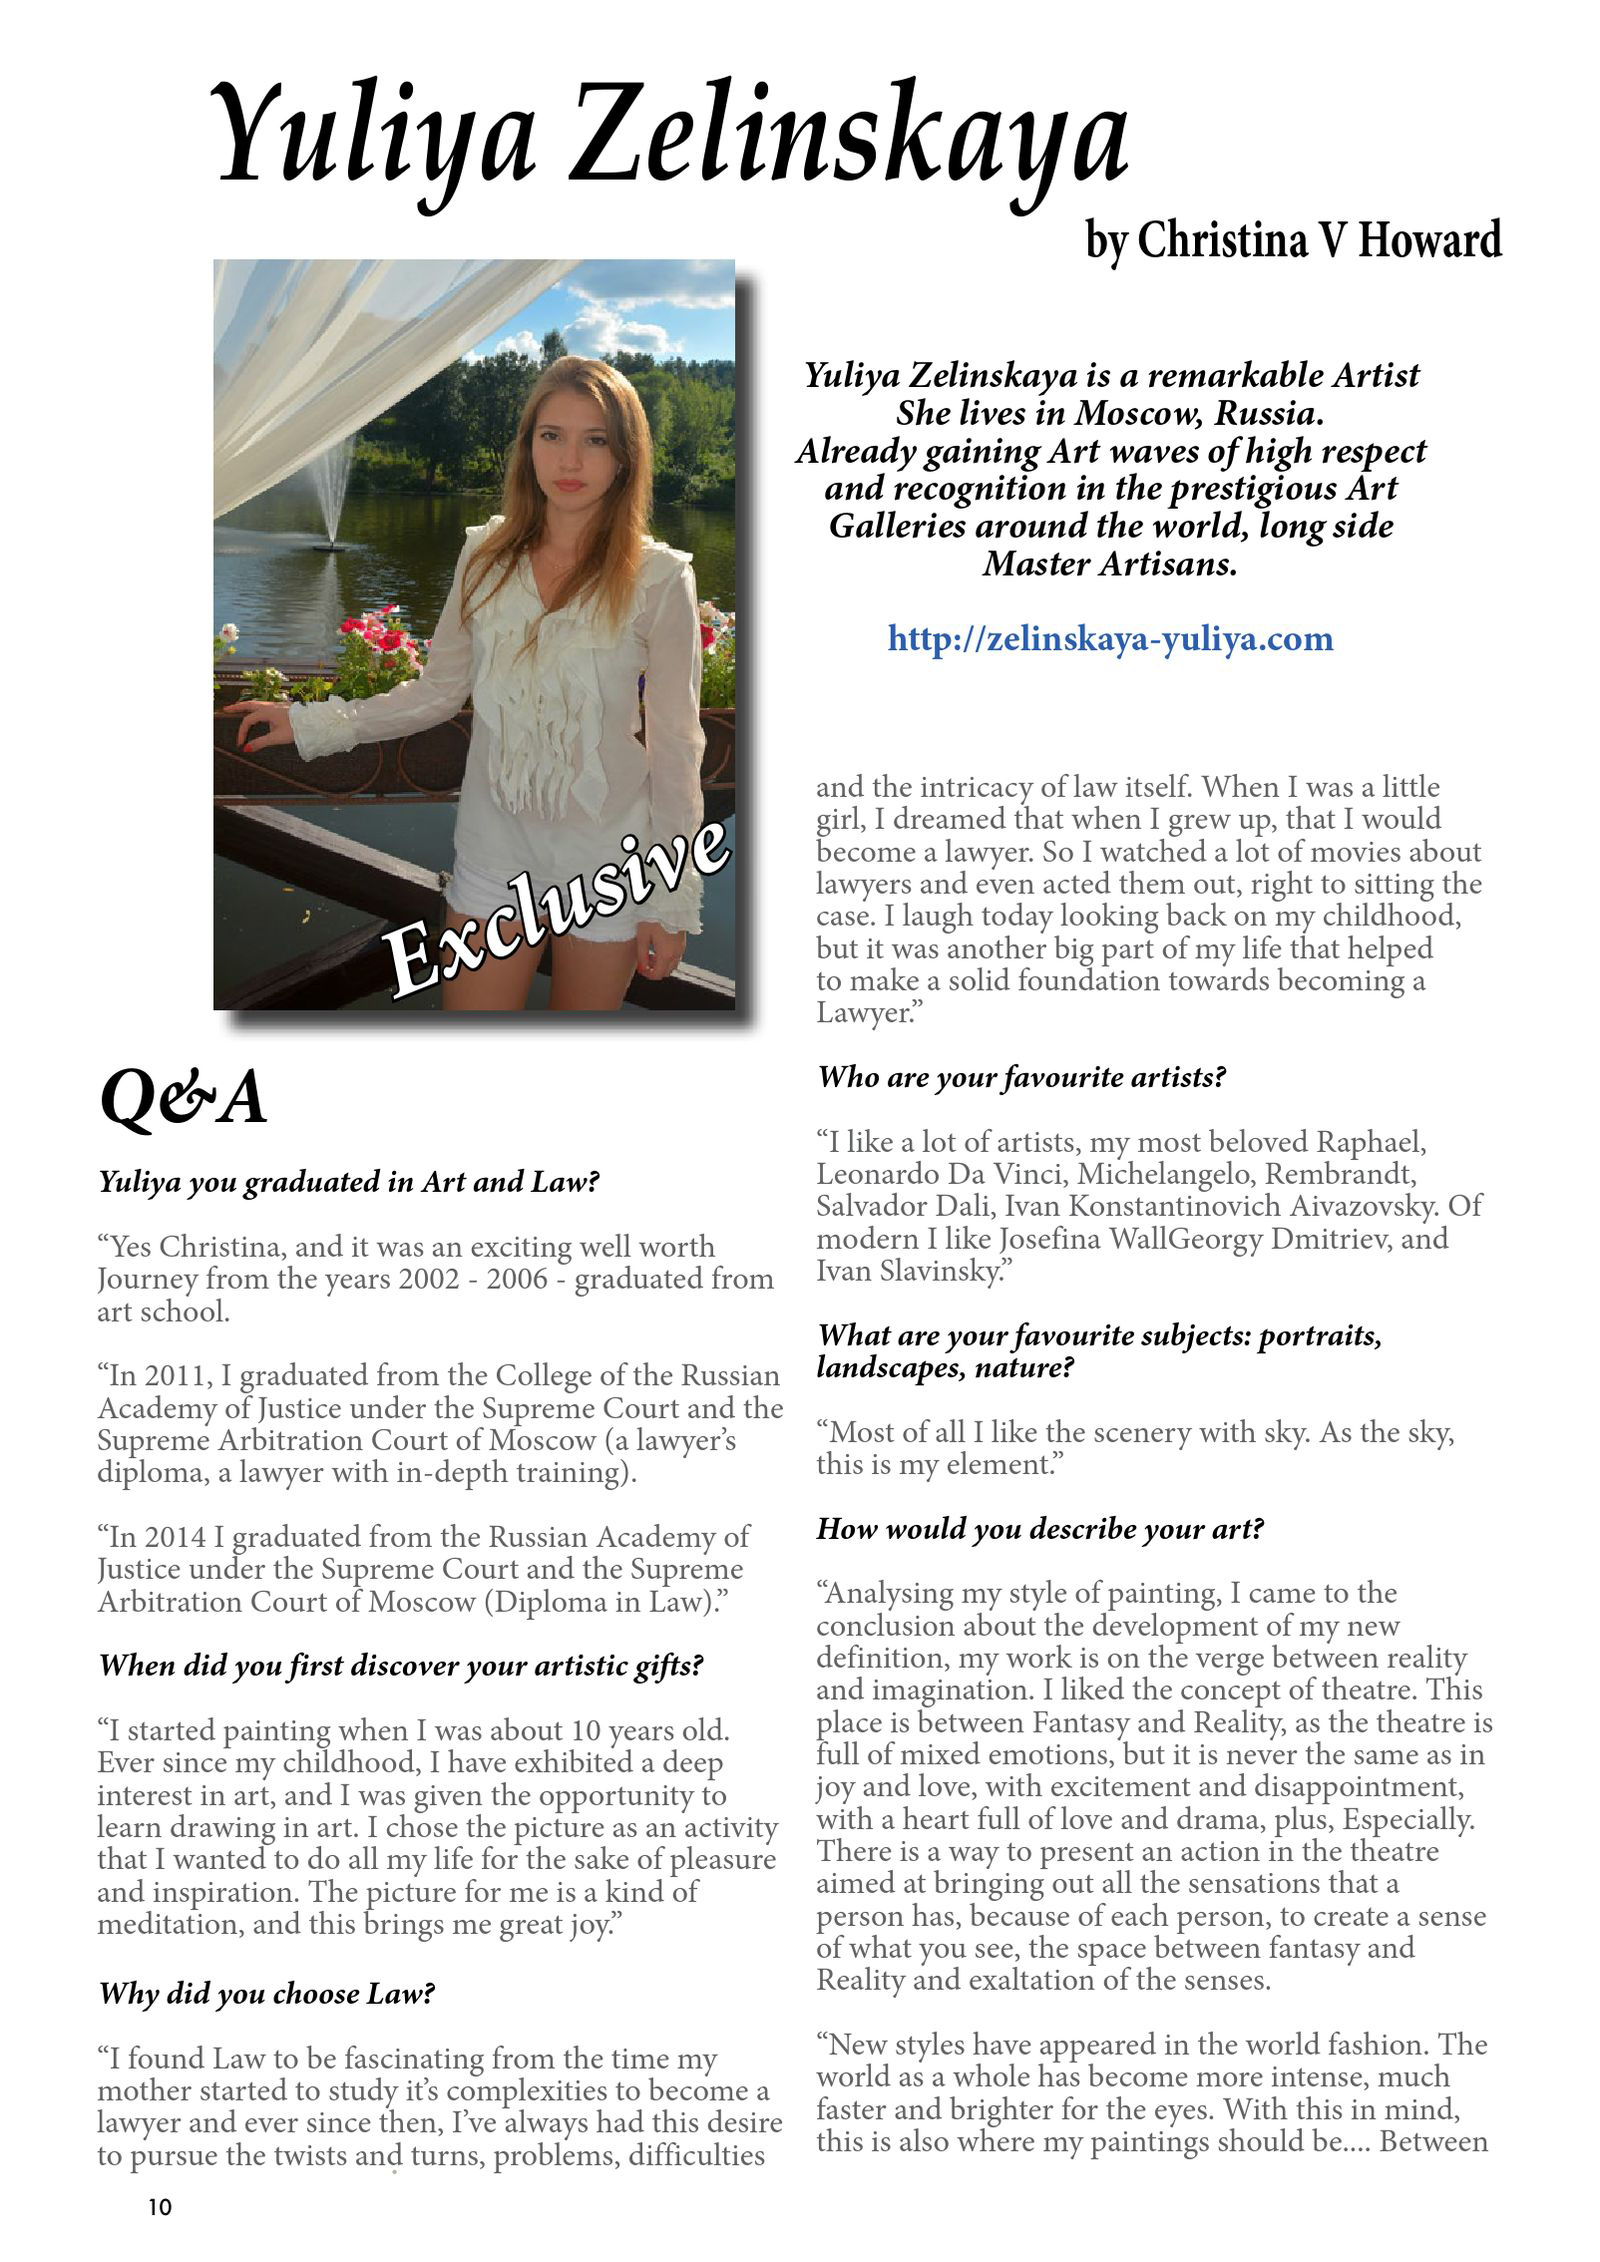 Yuliya Zelinskaya
by Christina V Howard
Yuliya Zelinskaya is a remarkable Artist
She lives in Moscow, Russia.
Already gaining Art waves of high respect
and recognition in the prestigious Art
Galleries around the world, long side
Master Artisans.
http://zelinskaya-yuliya.com
Exclusive
Q&A
Yuliya you graduated in Art and Law?
“Yes Christina, and it was an exciting well worth
Journey from the years 2002 - 2006 - graduated from
art school.
“In 2011, I graduated from the College of the Russian
Academy of Justice under the Supreme Court and the
Supreme Arbitration Court of Moscow (a lawyer’s
diploma, a lawyer with in-depth training).
“In 2014 I graduated from the Russian Academy of
Justice under the Supreme Court and the Supreme
Arbitration Court of Moscow (Diploma in Law).”
When did you first discover your artistic gifts?
“I started painting when I was about 10 years old.
Ever since my childhood, I have exhibited a deep
interest in art, and I was given the opportunity to
learn drawing in art. I chose the picture as an activity
that I wanted to do all my life for the sake of pleasure
and inspiration. The picture for me is a kind of
meditation, and this brings me great joy.”
Why did you choose Law?
“I found Law to be fascinating from the time my
mother started to study it’s complexities to become a
lawyer and ever since then, I’ve always had this desire
to pursue the twists and turns, problems, difficulties
and the intricacy of law itself. When I was a little
girl, I dreamed that when I grew up, that I would
become a lawyer. So I watched a lot of movies about
lawyers and even acted them out, right to sitting the
case. I laugh today looking back on my childhood,
but it was another big part of my life that helped
to make a solid foundation towards becoming a
Lawyer.”
Who are your favourite artists?
“I like a lot of artists, my most beloved Raphael,
Leonardo Da Vinci, Michelangelo, Rembrandt,
Salvador Dali, Ivan Konstantinovich Aivazovsky. Of
modern I like Josefina WallGeorgy Dmitriev, and
Ivan Slavinsky.”
What are your favourite subjects: portraits,
landscapes, nature?
“Most of all I like the scenery with sky. As the sky,
this is my element.”
How would you describe your art?
“Analysing my style of painting, I came to the
conclusion about the development of my new
definition, my work is on the verge between reality
and imagination. I liked the concept of theatre. This
place is between Fantasy and Reality, as the theatre is
full of mixed emotions, but it is never the same as in
joy and love, with excitement and disappointment,
with a heart full of love and drama, plus, Especially.
There is a way to present an action in the theatre
aimed at bringing out all the sensations that a
person has, because of each person, to create a sense
of what you see, the space between fantasy and
Reality and exaltation of the senses.
“New styles have appeared in the world fashion. The
world as a whole has become more intense, much
faster and brighter for the eyes. With this in mind,
this is also where my paintings should be.... Between
10